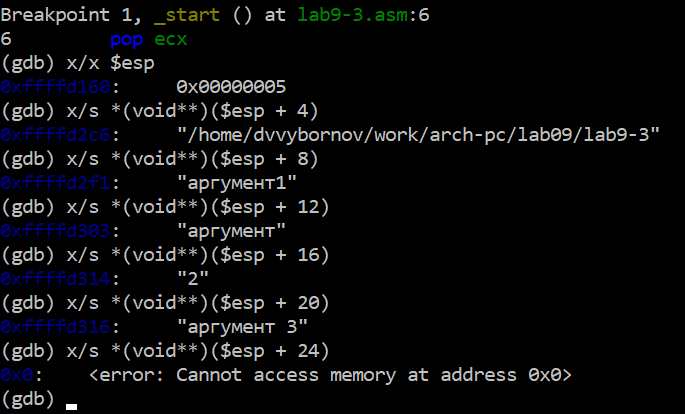 Breakpoint 1, _start () at lab9-3.asm:6
6 pop ecx
(gdb) x/x $esp
0xffffd160: 0x00000005
(gdb) x/s *(void**)($esp + 4)
0xffffd2c6: "/home/dvvybornov/work/arch-pc/lab09/lab9-3"
(gdb) x/s *(void**)($esp + 8)
0xffffd2f1: "аргумент1"
(gdb) x/s *(void**)($esp + 12)
0xffffd303: "аргумент"
(gdb) x/s *(void**)($esp + 16)
0xffffd314: "2"
(gdb) x/s *(void**)($esp + 20)
0xffffd316: "аргумент 3"
(gdb) x/s *(void**)($esp + 24)
0x0: <error: Cannot access memory at address 0x0>
(gdb)